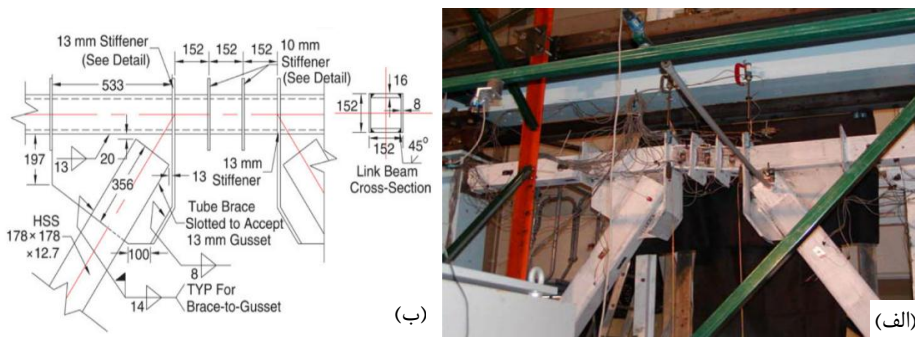 13 mm Stiffener
(See Detail)
152
152
152
10 mm
Stiffener
(See Detail)
533
16
152
8
152
45º
Link Beam
Cross-Section
197
13
20
356
13
13 mm
Stiffener
Tube Brace
Slotted to Accept
13 mm Gusset
HSS
178×178
×12.7
100
8
14
TYP For
Brace-to-Gusset
(ب)
(الف)